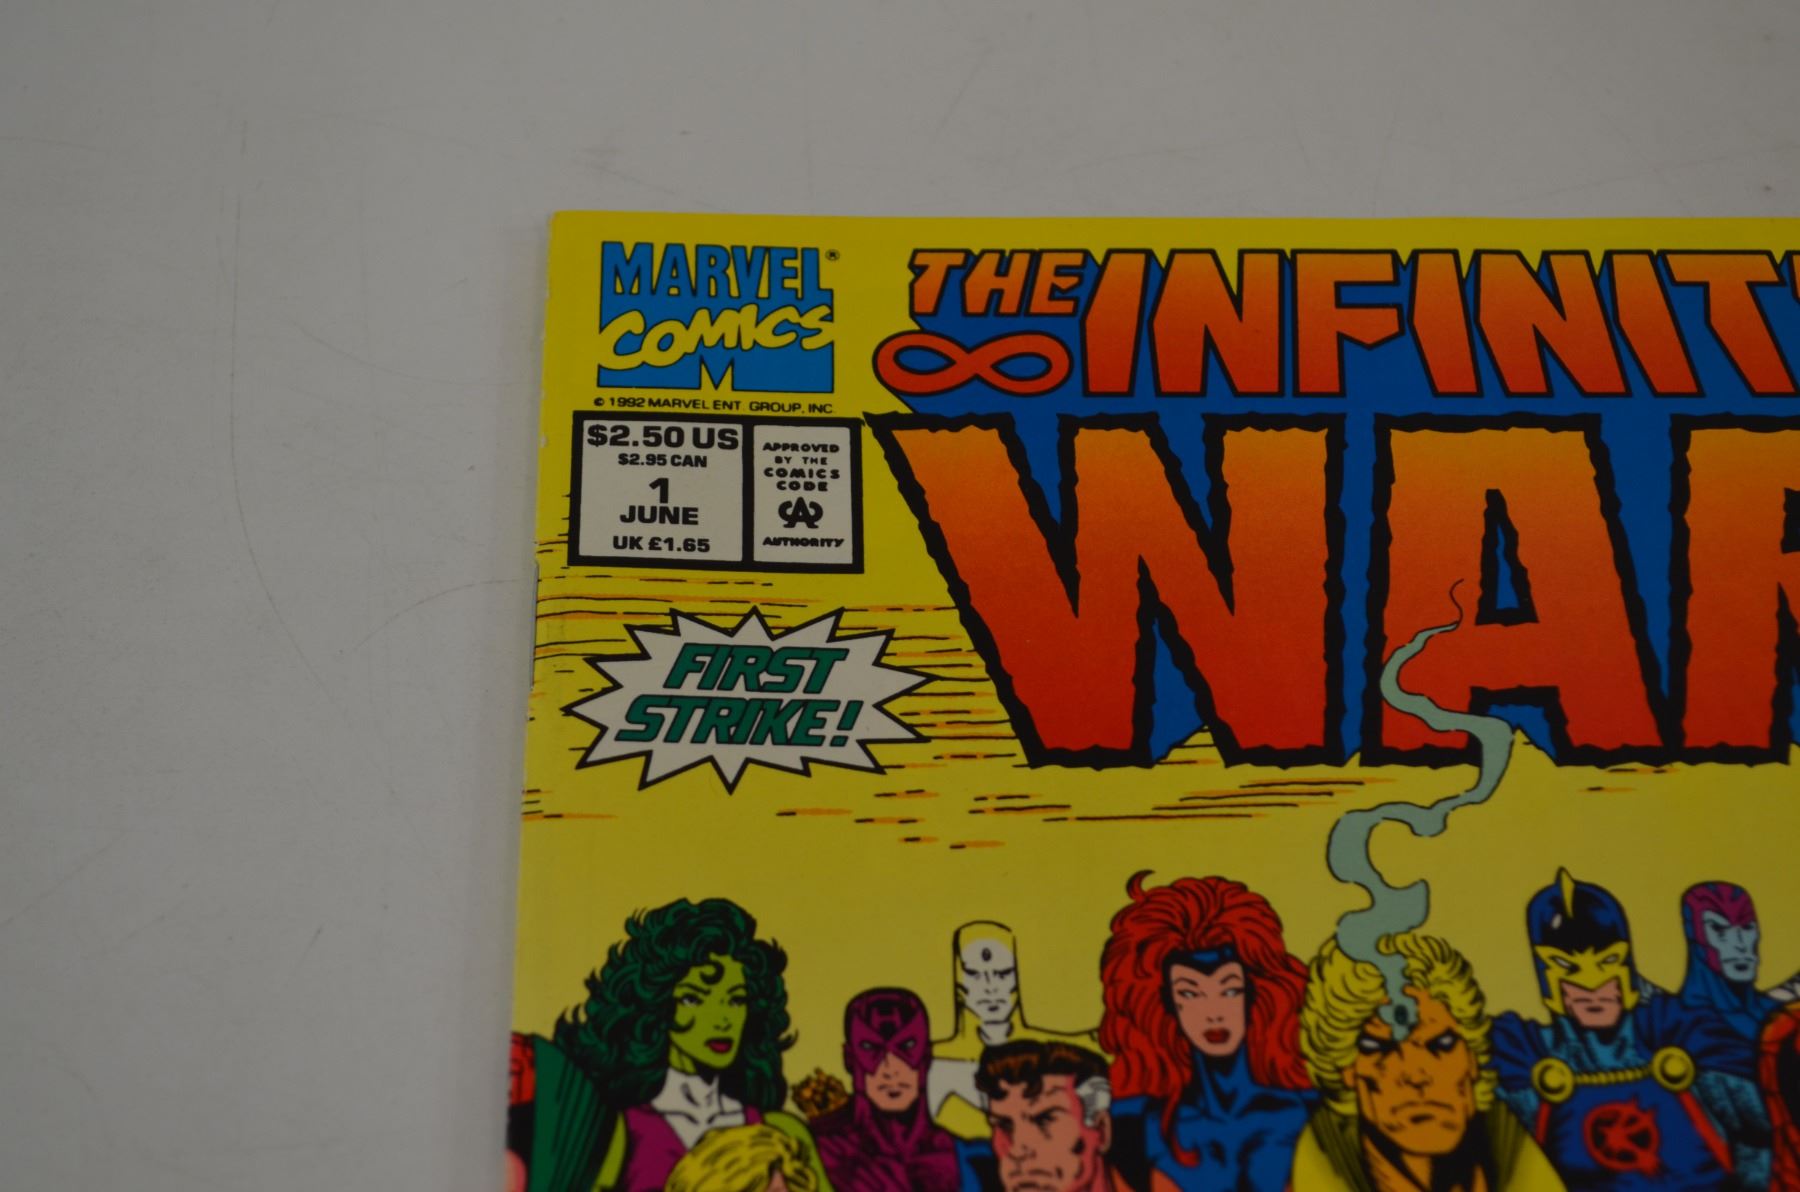 MARVEL®
COMICS
© 1992 MARVEL ENT. GROUP, INC.
$2.50 US
$2.95 CAN
1
JUNE
UK £1.65
APPROVED
BY THE
COMICS
CODE
CA
AUTHORITY
THE INFINIT
WAR
FIRST
STRIKE!